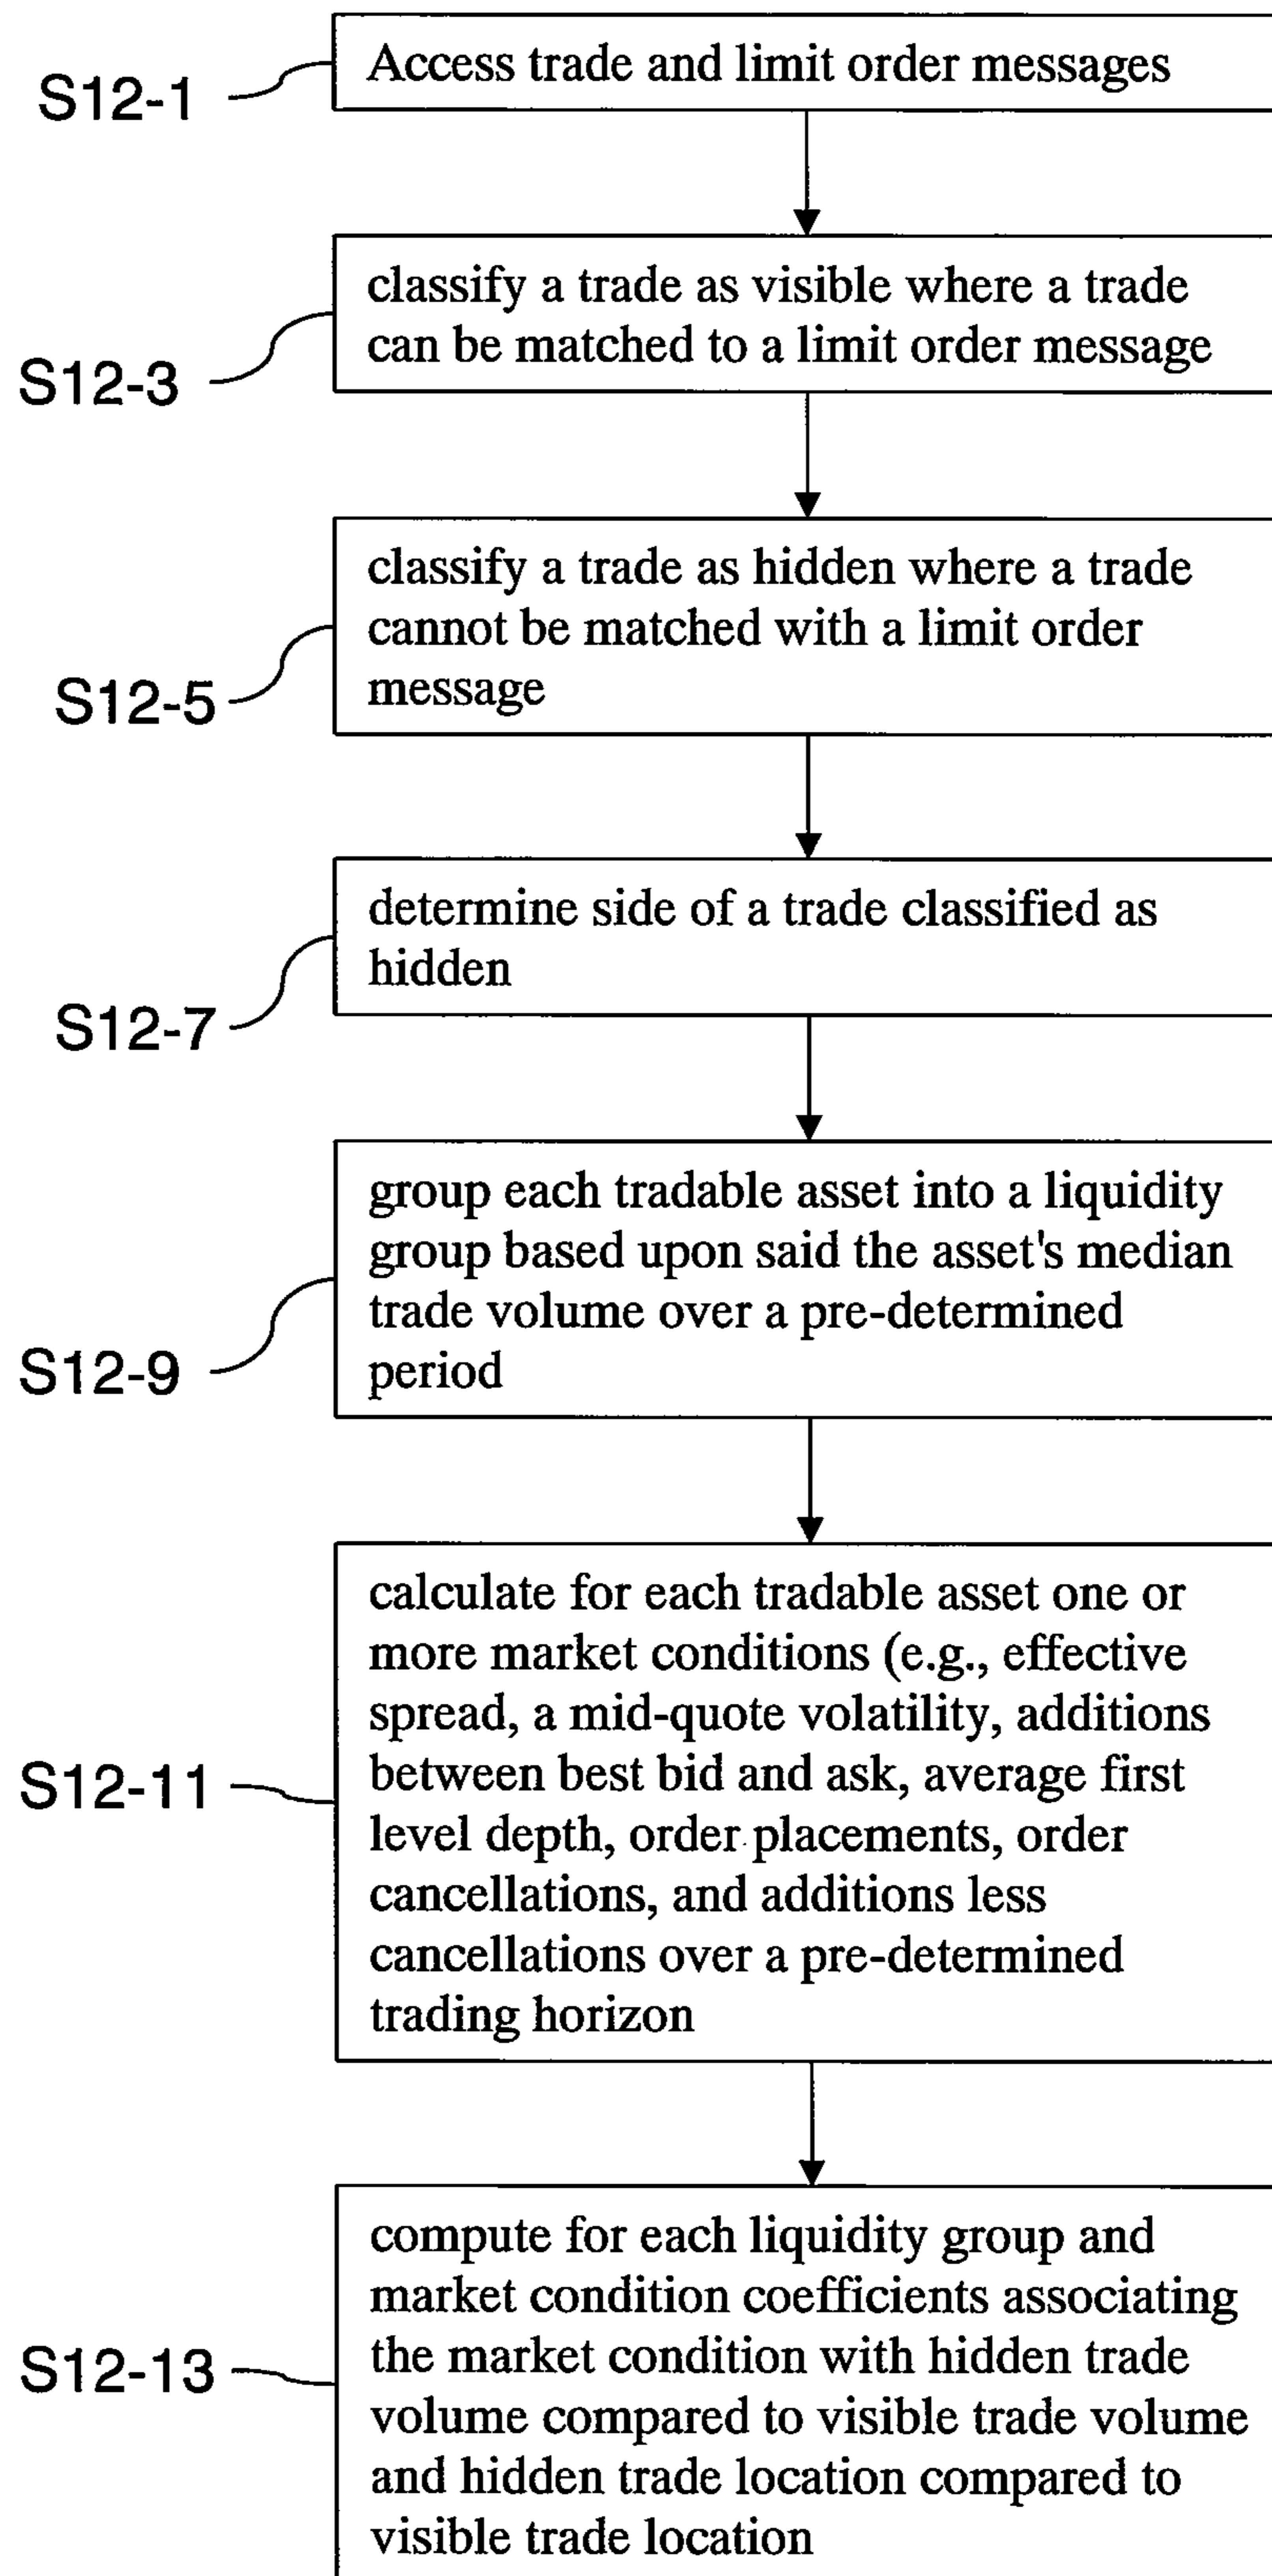 Access trade and limit order messages
S12-1
classify a trade as visible where a trade
can be matched to a limit order message
S12-3
classify a trade as hidden where a trade
cannot be matched with a limit order
message
S12-5
determine side of a trade classified as
hidden
S12-7
group each tradable asset into a liquidity
group based upon said the asset's median
trade volume over a pre-determined
period
S12-9
calculate for each tradable asset one or
more market conditions (e.g., effective
spread, a mid-quote volatility, additions
between best bid and ask, average first
level depth, order placements, order
cancellations, and additions less
cancellations over a pre-determined
trading horizon
S12-11
compute for each liquidity group and
market condition coefficients associating
the market condition with hidden trade
volume compared to visible trade volume
and hidden trade location compared to
visible trade location
S12-13